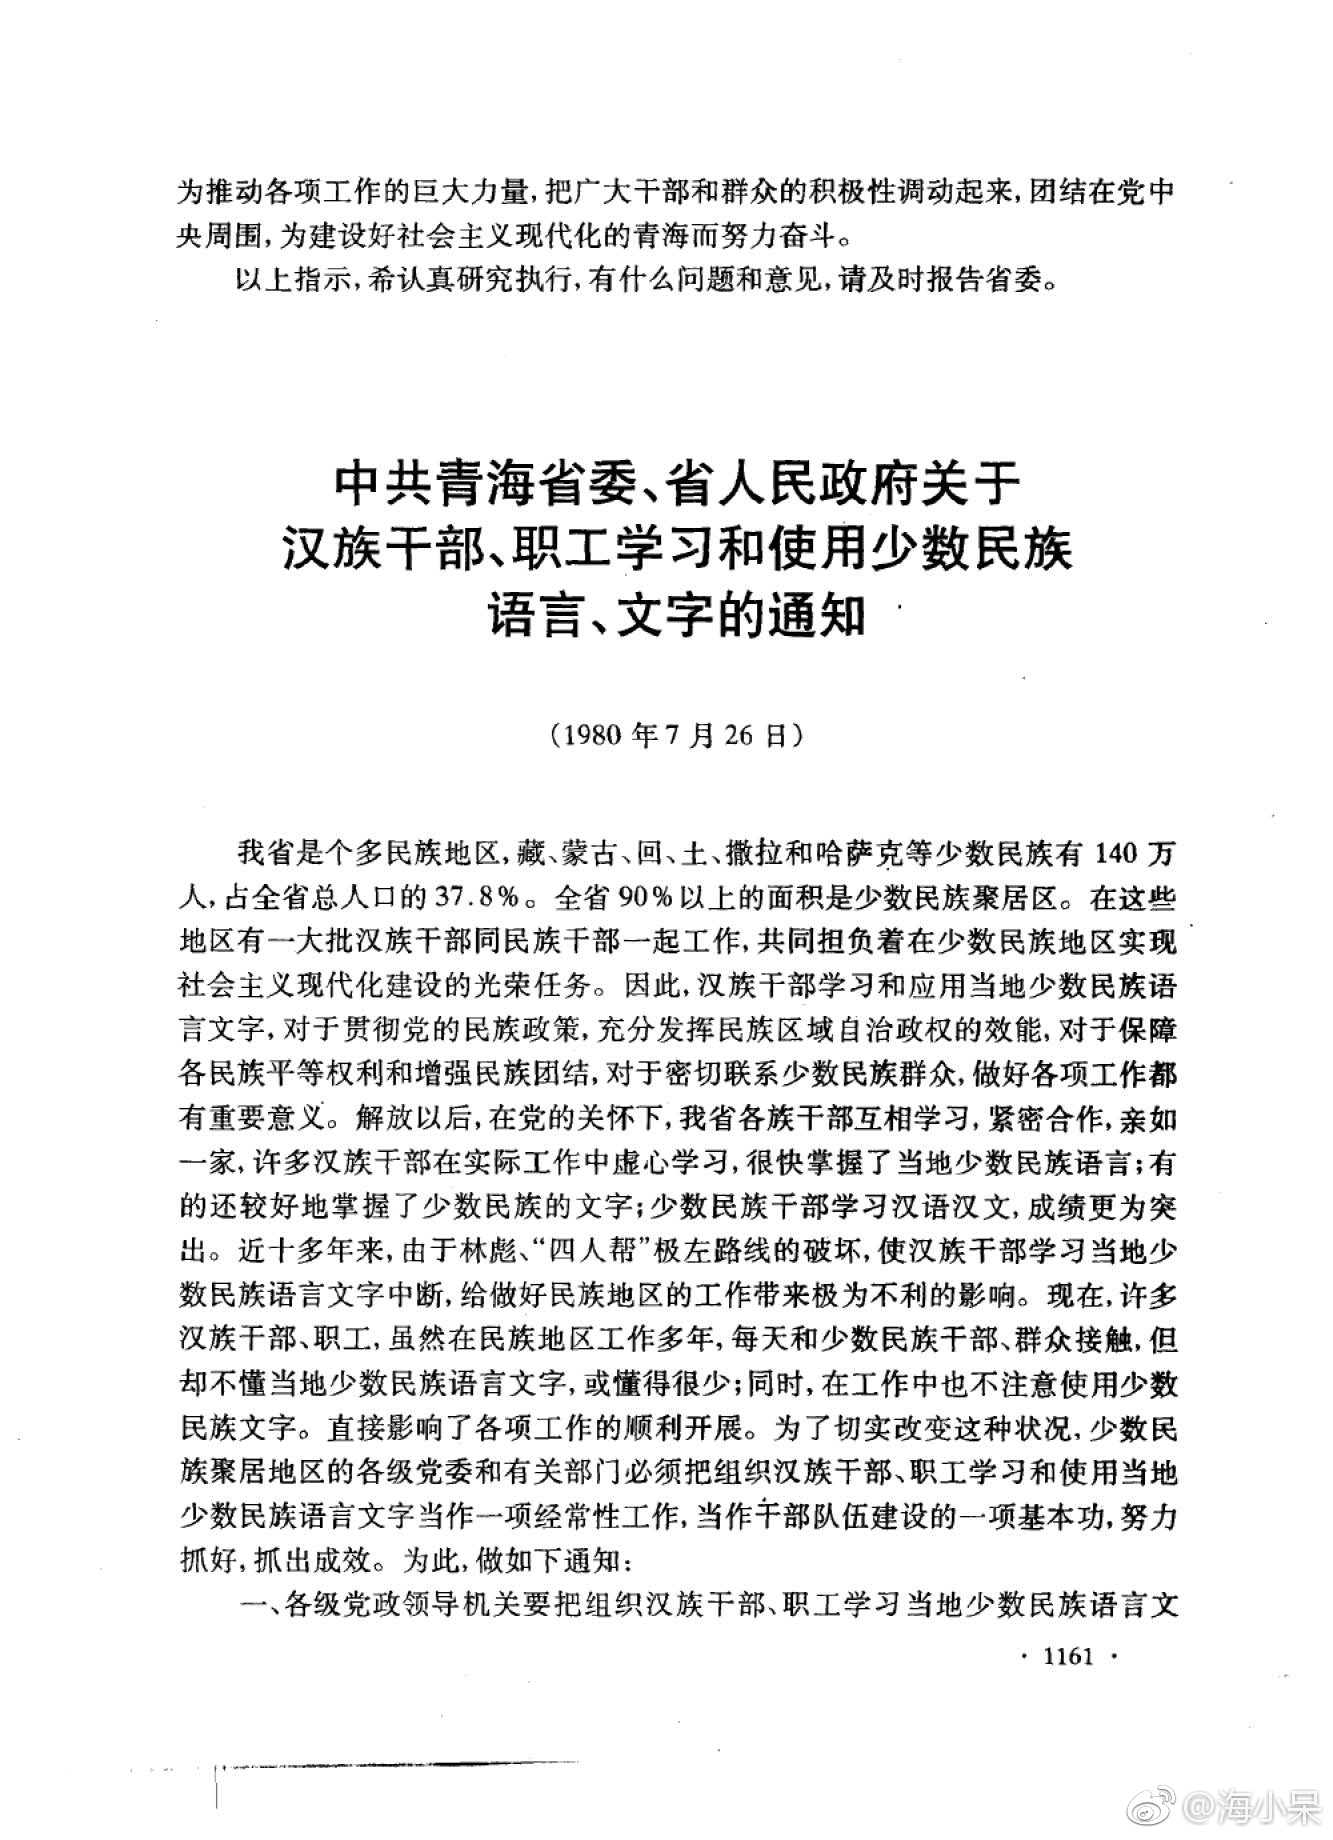 为推动各项工作的巨大力量,把广大干部和群众的积极性调动起来,团结在党中
央周围,为建设好社会主义现代化的青海而努力奋斗。
以上指示,希认真研究执行,有什么问题和意见,请及时报告省委。
中共青海省委、省人民政府关于
汉族干部、职工学习和使用少数民族
语言、文字的通知
(1980年7月26日)
我省是个多民族地区,藏、蒙古、回、土、撒拉和哈萨克等少数民族有140万
人,占全省总人口的37.8%。全省90%以上的面积是少数民族聚居区。在这些
地区有一大批汉族干部同民族干部一起工作,共同担负着在少数民族地区实现
社会主义现代化建设的光荣任务。因此,汉族干部学习和应用当地少数民族语
言文字,对于贯彻党的民族政策,充分发挥民族区域自治政权的效能,对于保障
各民族平等权利和增强民族团结,对于密切联系少数民族群众,做好各项工作都
有重要意义。解放以后,在党的关怀下,我省各族干部互相学习,紧密合作,亲如
一家,许多汉族干部在实际工作中虚心学习,很快掌握了当地少数民族语言;有
的还较好地掌握了少数民族的文字;少数民族干部学习汉语汉文,成绩更为突
出。近十多年来,由于林彪、“四人帮”极左路线的破坏,使汉族干部学习当地少
数民族语言文字中断,给做好民族地区的工作带来极为不利的影响。现在,许多
汉族干部、职工,虽然在民族地区工作多年,每天和少数民族干部、群众接触,但
却不懂当地少数民族语言文字,或懂得很少;同时,在工作中也不注意使用少数
民族文字。直接影响了各项工作的顺利开展。为了切实改变这种状况,少数民
族聚居地区的各级党委和有关部门必须把组织汉族干部、职工学习和使用当地
少数民族语言文字当作一项经常性工作,当作干部队伍建设的一项基本功,努力
抓好,抓出成效。为此,做如下通知:
一、各级党政领导机关要把组织汉族干部、职工学习当地少数民族语言文
·1161·
@海小呆